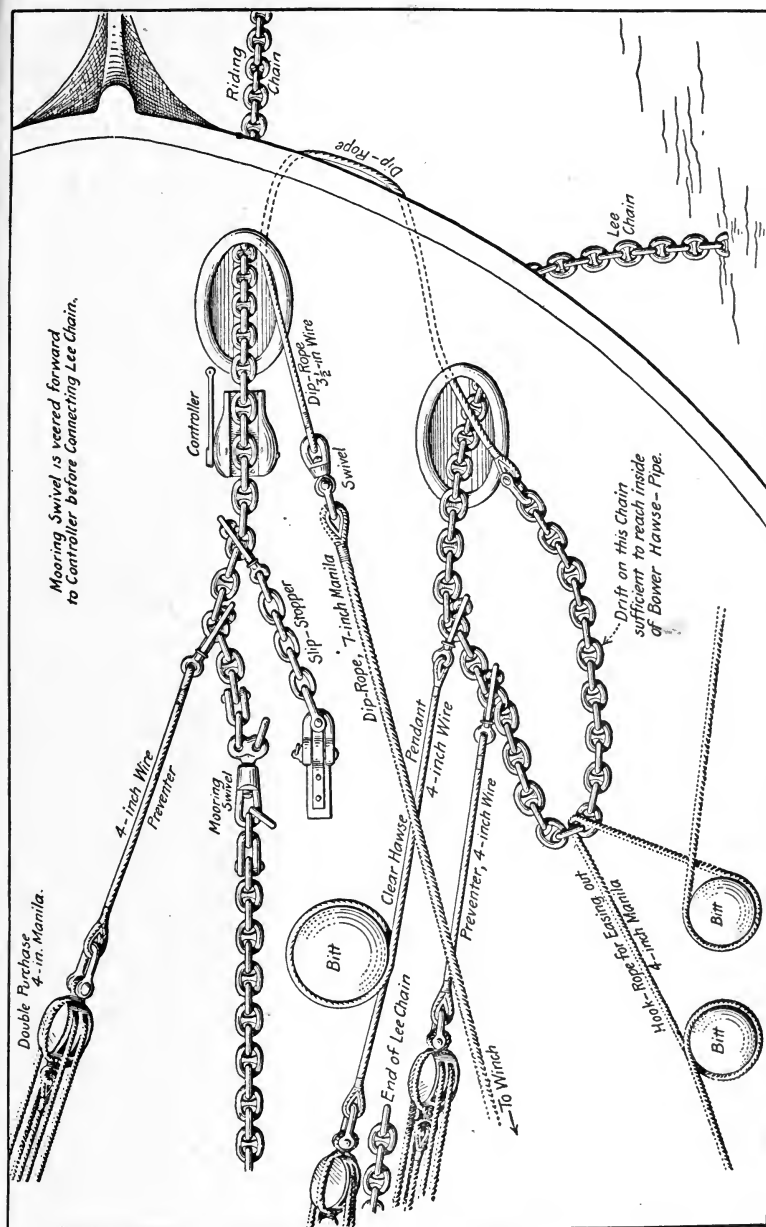 Mooring Swivel is veered forward
to Controller before Connecting Lee Chain.
Riding
Chain
Dip-Rope
Lee
Chain
Controller
Dip-Rope
3½-in Wire
Swivel
Slip-Stopper
Dip-Rope, 7-inch Manila
4-inch Wire
Preventer
Mooring
Swivel
Double Purchase
4-in. Manila.
Drift on this Chain
sufficient to reach inside
of Bower Hawse-Pipe.
Clear Hawse Pendant
4-inch Wire
Preventer, 4-inch Wire
Bitt
End of Lee Chain
To Winch
Hook-Rope for Easing out
4-inch Manila
Bitt
Bitt